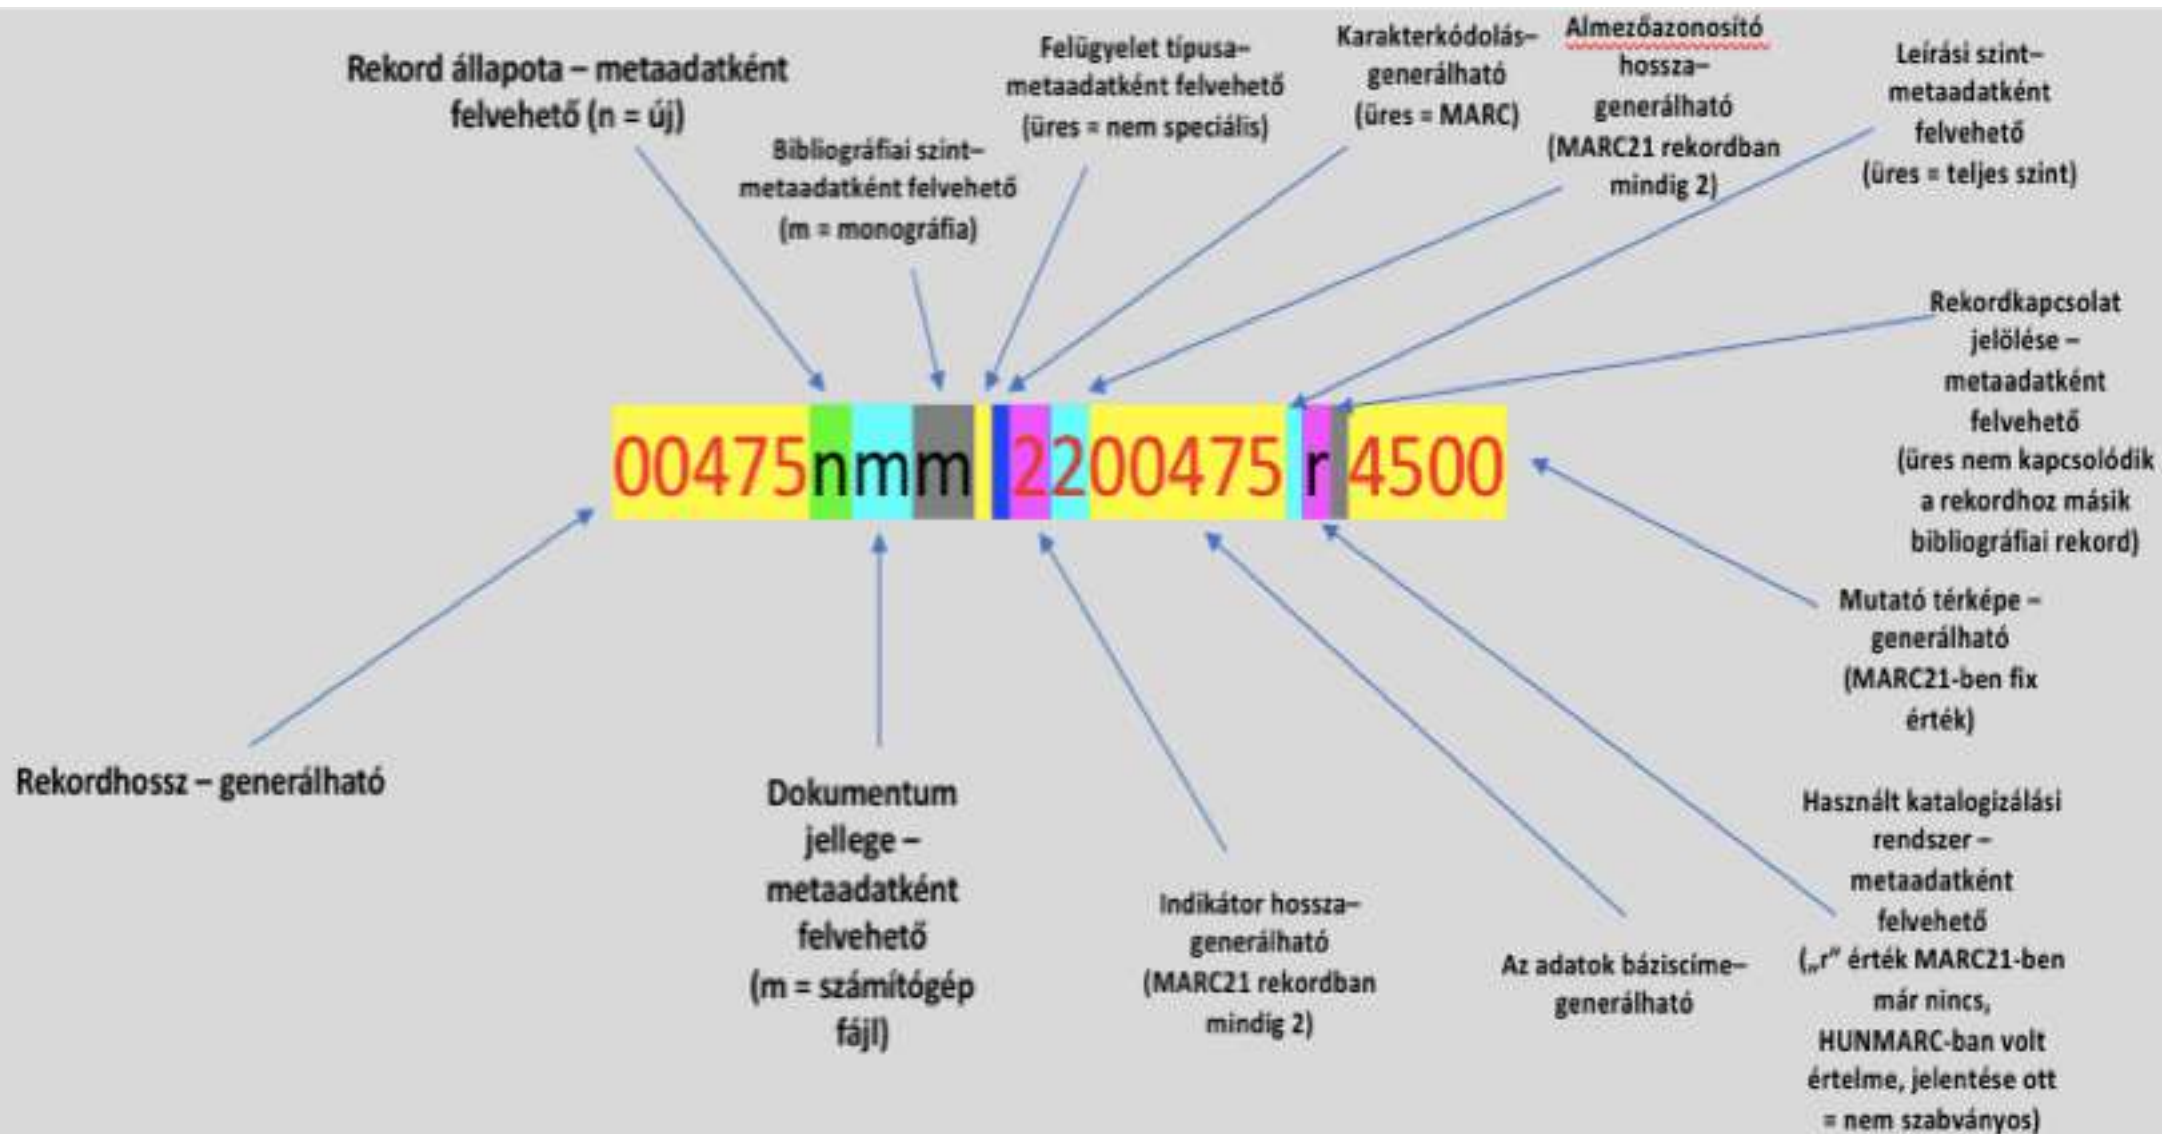 Rekord állapota – metaadatként
felvehető (n = új)
Bibliográfiai szint–
metaadatként felvehető
(m = monográfia)
Felügyelet típusa–
metaadatként felvehető
(üres = nem speciális)
Karakterkódolás–
generálható
(üres = MARC)
Almezőazonosító
hossza–
generálható
(MARC21 rekordban
mindig 2)
Leírási szint–
metaadatként
felvehető
(üres = teljes szint)
Rekordkapcsolat
jelölése –
metaadatként
felvehető
(üres nem kapcsolódik
a rekordhoz másik
bibliográfiai rekord)
00475nmm  2200475 r 4500
Mutató térképe –
generálható
(MARC21-ben fix
érték)
Rekordhossz – generálható
Dokumentum
jellege –
metaadatként
felvehető
(m = számítógép
fájl)
Indikátor hossza–
generálható
(MARC21 rekordban
mindig 2)
Az adatok báziscíme–
generálható
Használt katalogizálási
rendszer –
metaadatként
felvehető
(„r” érték MARC21-ben
már nincs,
HUNMARC-ban volt
értelme, jelentése ott
= nem szabványos)